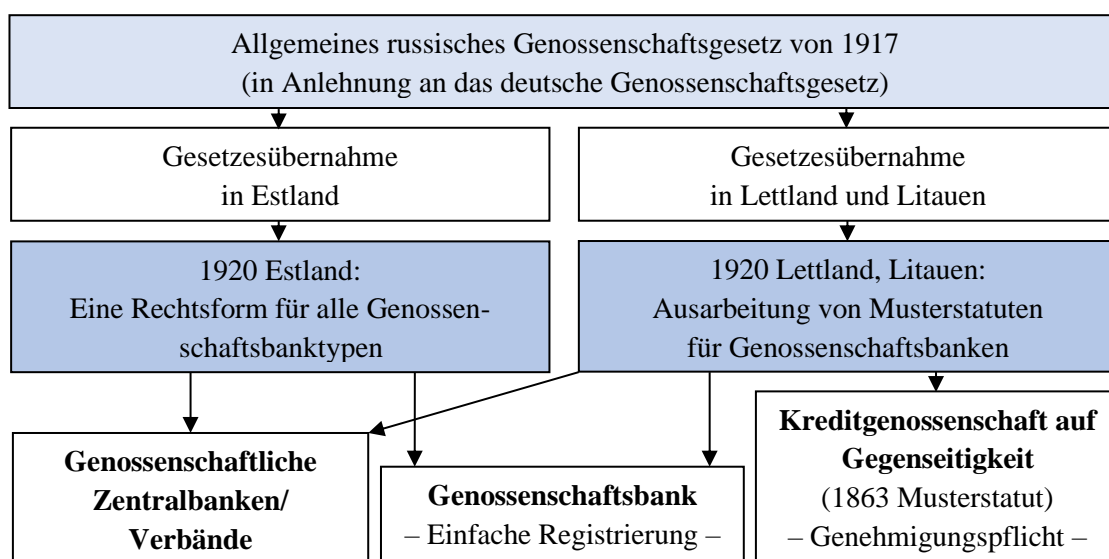 Allgemeines russisches Genossenschaftsgesetz von 1917
(in Anlehnung an das deutsche Genossenschaftsgesetz)
Gesetzesübernahme
in Estland
Gesetzesübernahme
in Lettland und Litauen
1920 Estland:
Eine Rechtsform für alle Genossen-
schaftsbanktypen
1920 Lettland, Litauen:
Ausarbeitung von Musterstatuten
für Genossenschaftsbanken
Genossenschaftliche
Zentralbanken/
Verbände
Genossenschaftsbank
– Einfache Registrierung –
Kreditgenossenschaft auf
Gegenseitigkeit
(1863 Musterstatut)
– Genehmigungspflicht –